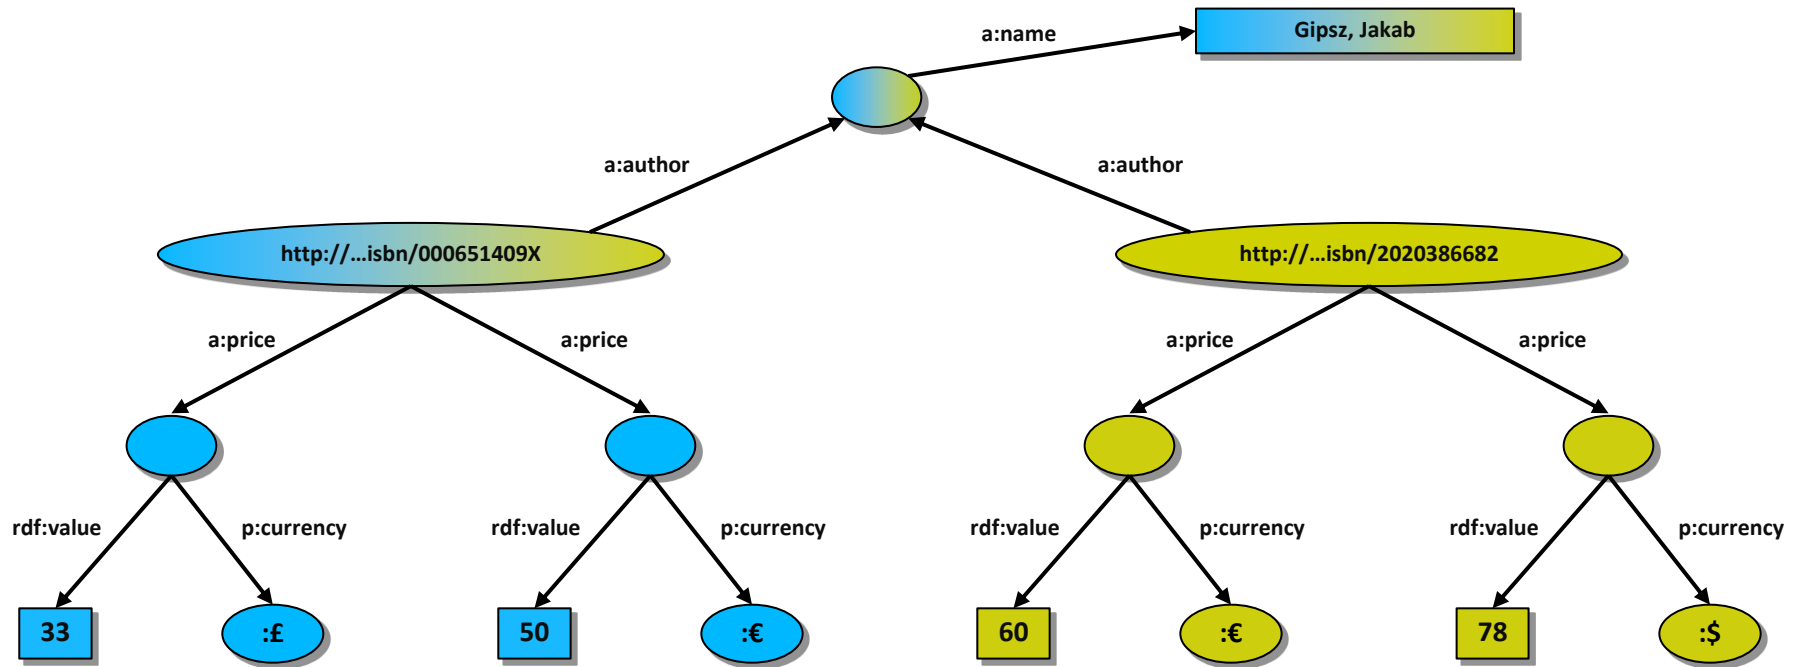 a:name
Gipsz, Jakab
a:author
a:author
http://…isbn/000651409X
http://…isbn/2020386682
a:price
a:price
a:price
a:price
rdf:value
p:currency
rdf:value
p:currency
rdf:value
p:currency
rdf:value
p:currency
33
:£
50
:€
60
:€
78
:$